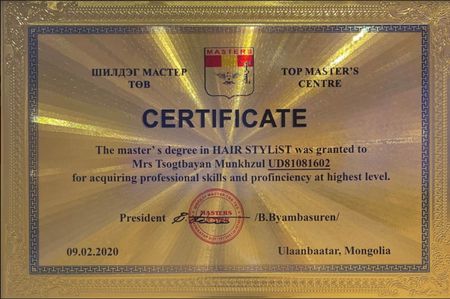 MASTERS
ШИЛДЭГ МАСТЕР
ТӨВ
TOP MASTER'S
CENTRE
CERTIFICATE
The master's degree in HAIR STYLiST was granted to
Mrs Tsogtbayan Munkhzul UD81081602
for acquiring professional skills and profinciency at highest level.
President /B.Byambasuren/
MASTERS
09.02.2020
Ulaanbaatar, Mongolia